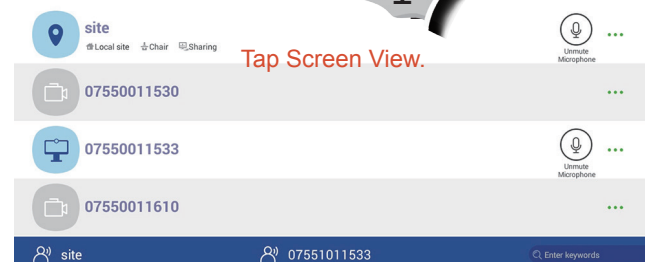 site
Local site Chair Sharing
Tap Screen View.
Unmute
Microphone
07550011530
07550011533
Unmute
Microphone
07550011610
site 07551011533 Enter keywords